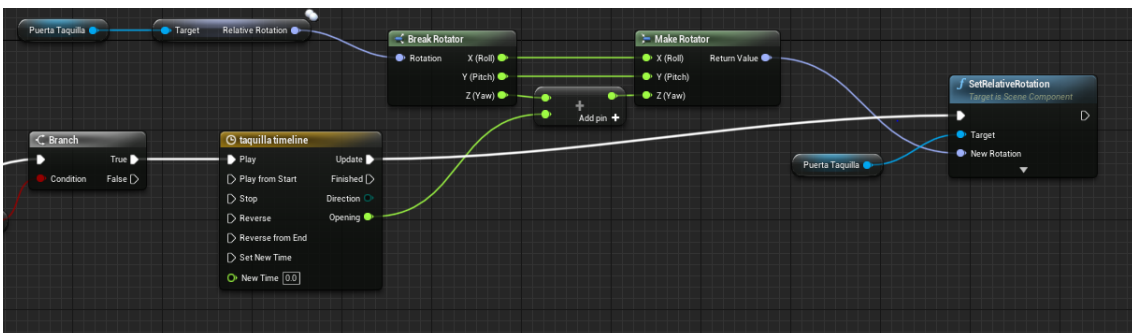 Puerta Taquilla
Target Relative Rotation
Break Rotator
Rotation X (Roll)
Y (Pitch)
Z (Yaw)
Make Rotator
X (Roll) Return Value
Y (Pitch)
Z (Yaw)
+
Add pin +
f SetRelativeRotation
Target is Scene Component
Target
New Rotation
Puerta Taquilla
Branch
True
Condition False
taquilla timeline
Play Update
Play from Start Finished
Stop Direction
Reverse Opening
Reverse from End
Set New Time
New Time 0.0